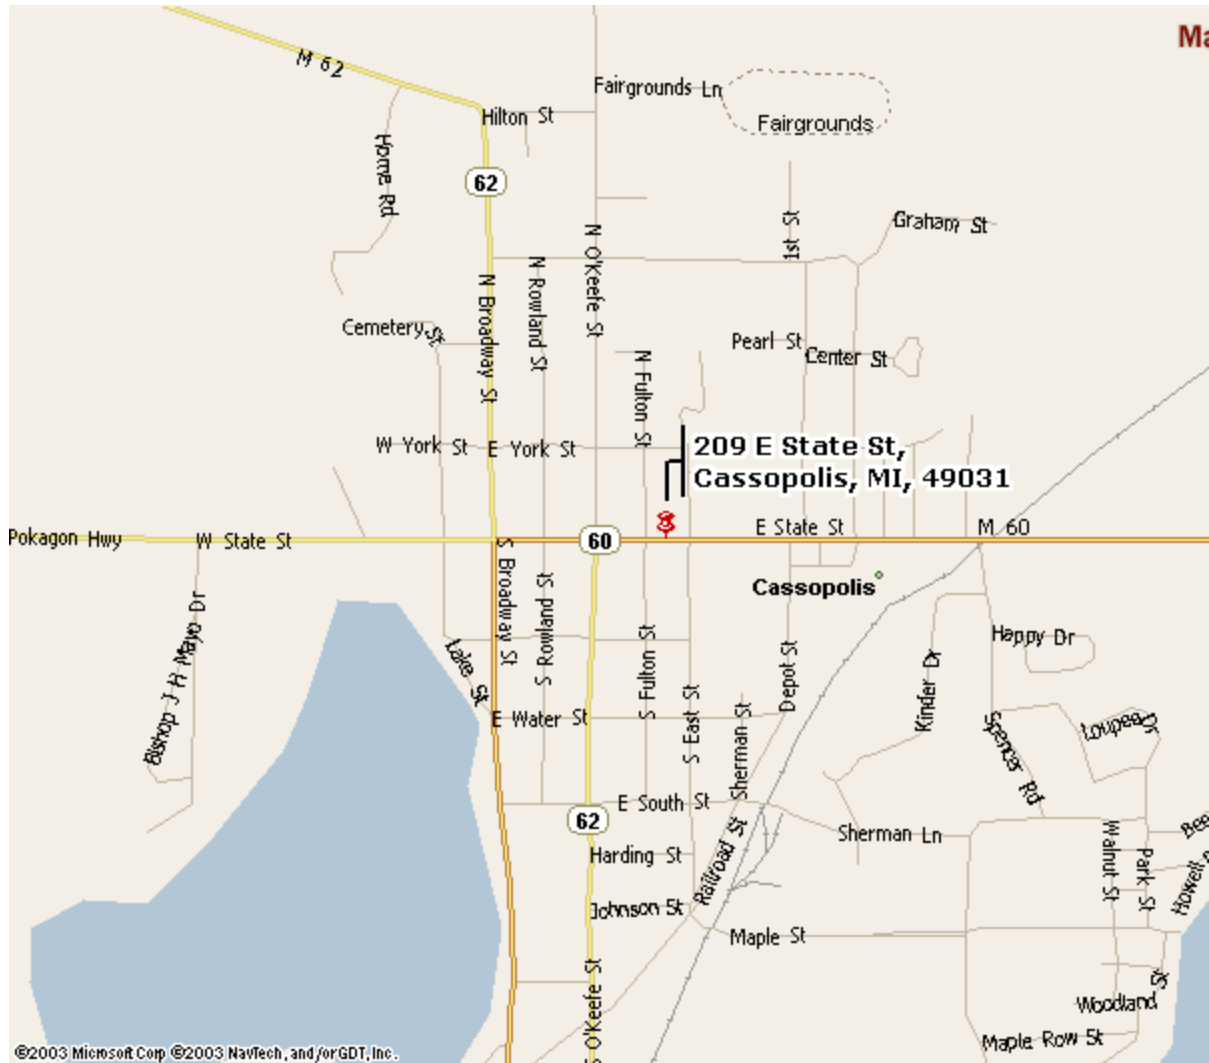 Ma
M 62
Fairgrounds Ln
Fairgrounds
Hilton St
Home Rd
62
1st St
Graham St
N O'Keefe St
N Broadway St
N Rowland St
Cemetery St
Pearl St
Center St
N Fulton St
W York St
E York St
209 E State St,
Cassopolis, MI, 49031
Pokagon Hwy
W State St
60
E State St
M 60
S Broadway St
S Rowland St
Cassopolis
Bishop J H Mayo Dr
Lake St
S Fulton St
Depot St
Kinder Dr
Happy Dr
E Water St
S East St
Sherman St
Spencer Rd
Dr
E South St
62
Sherman Ln
Harding St
Railroad St
Walnut St
Park St
Bee
Howell
Johnson St
Maple St
S O'Keefe St
Woodland St
Maple Row St
©2003 Microsoft Corp ©2003 NavTech, and/or GDT, Inc.